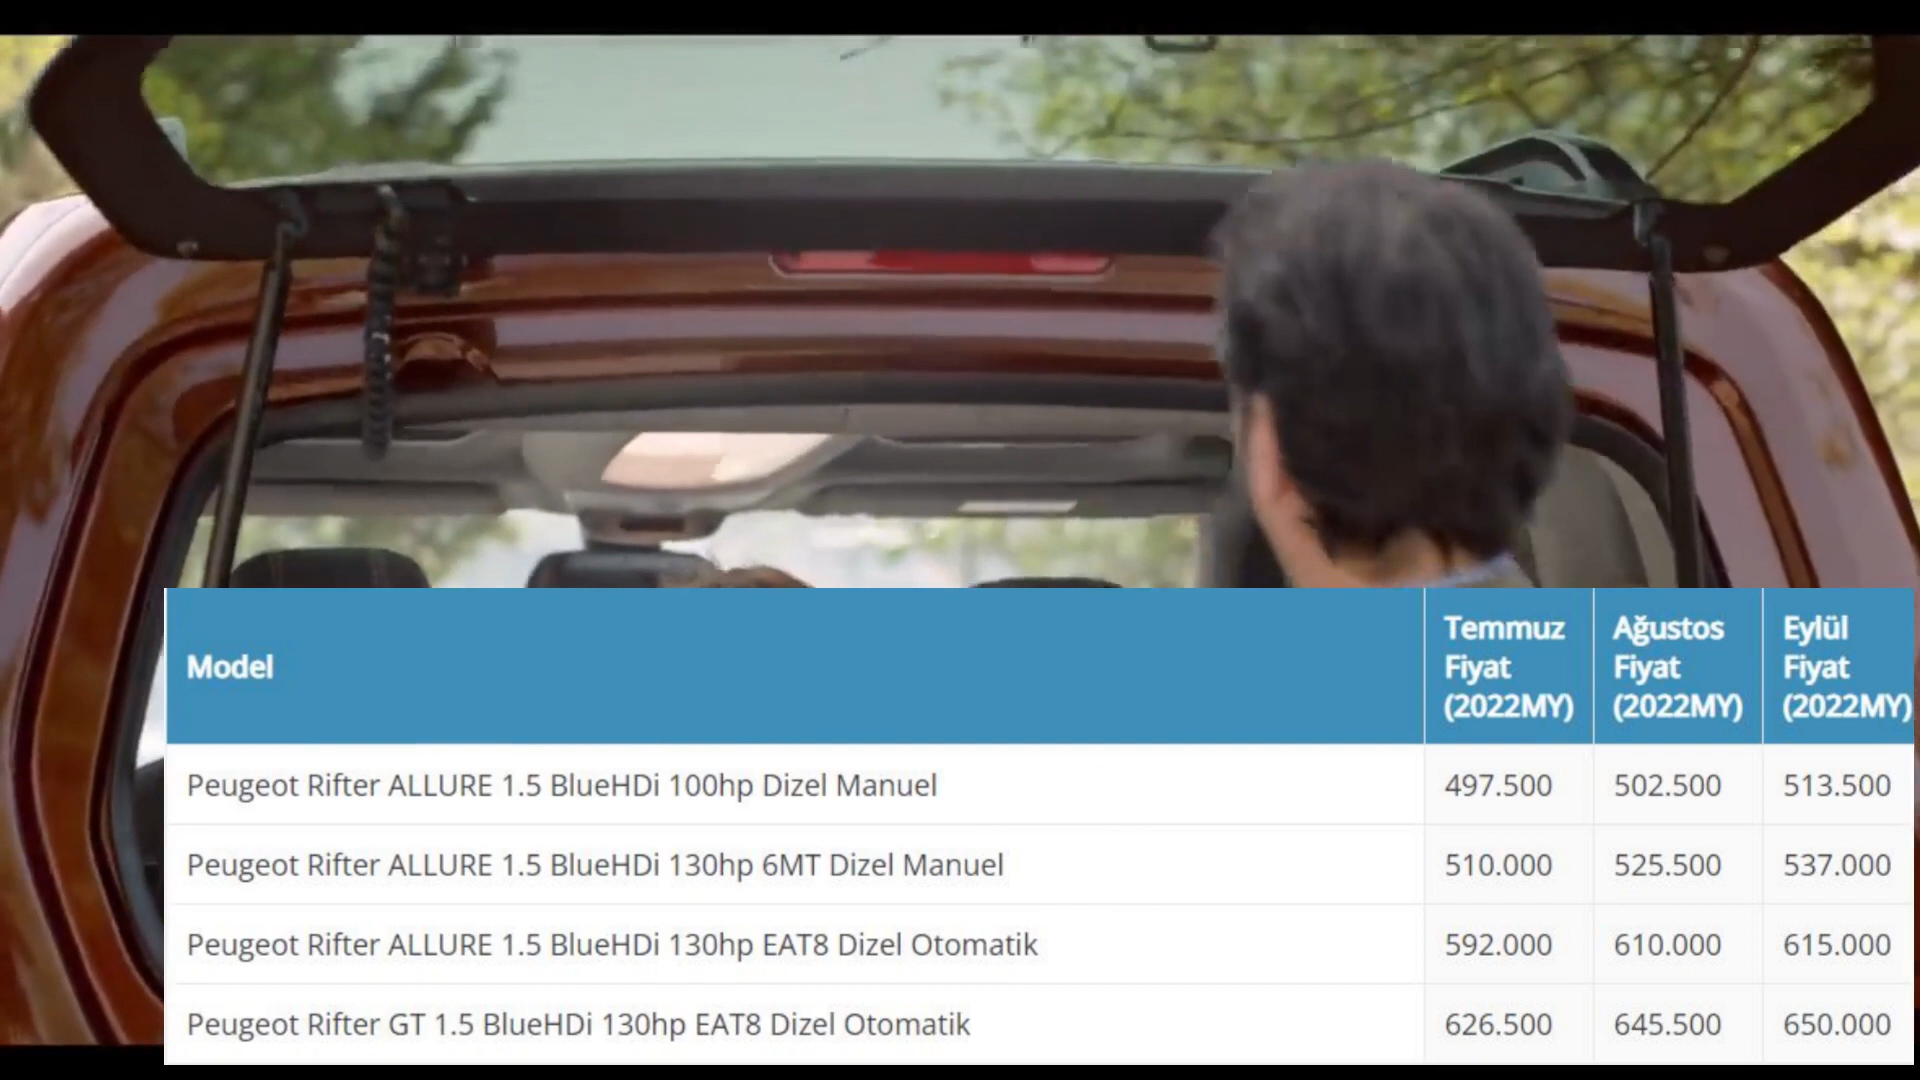 Model
Temmuz Fiyat (2022MY)
Ağustos Fiyat (2022MY)
Eylül Fiyat (2022MY)
Peugeot Rifter ALLURE 1.5 BlueHDi 100hp Dizel Manuel 497.500 502.500 513.500
Peugeot Rifter ALLURE 1.5 BlueHDi 130hp 6MT Dizel Manuel 510.000 525.500 537.000
Peugeot Rifter ALLURE 1.5 BlueHDi 130hp EAT8 Dizel Otomatik 592.000 610.000 615.000
Peugeot Rifter GT 1.5 BlueHDi 130hp EAT8 Dizel Otomatik 626.500 645.500 650.000